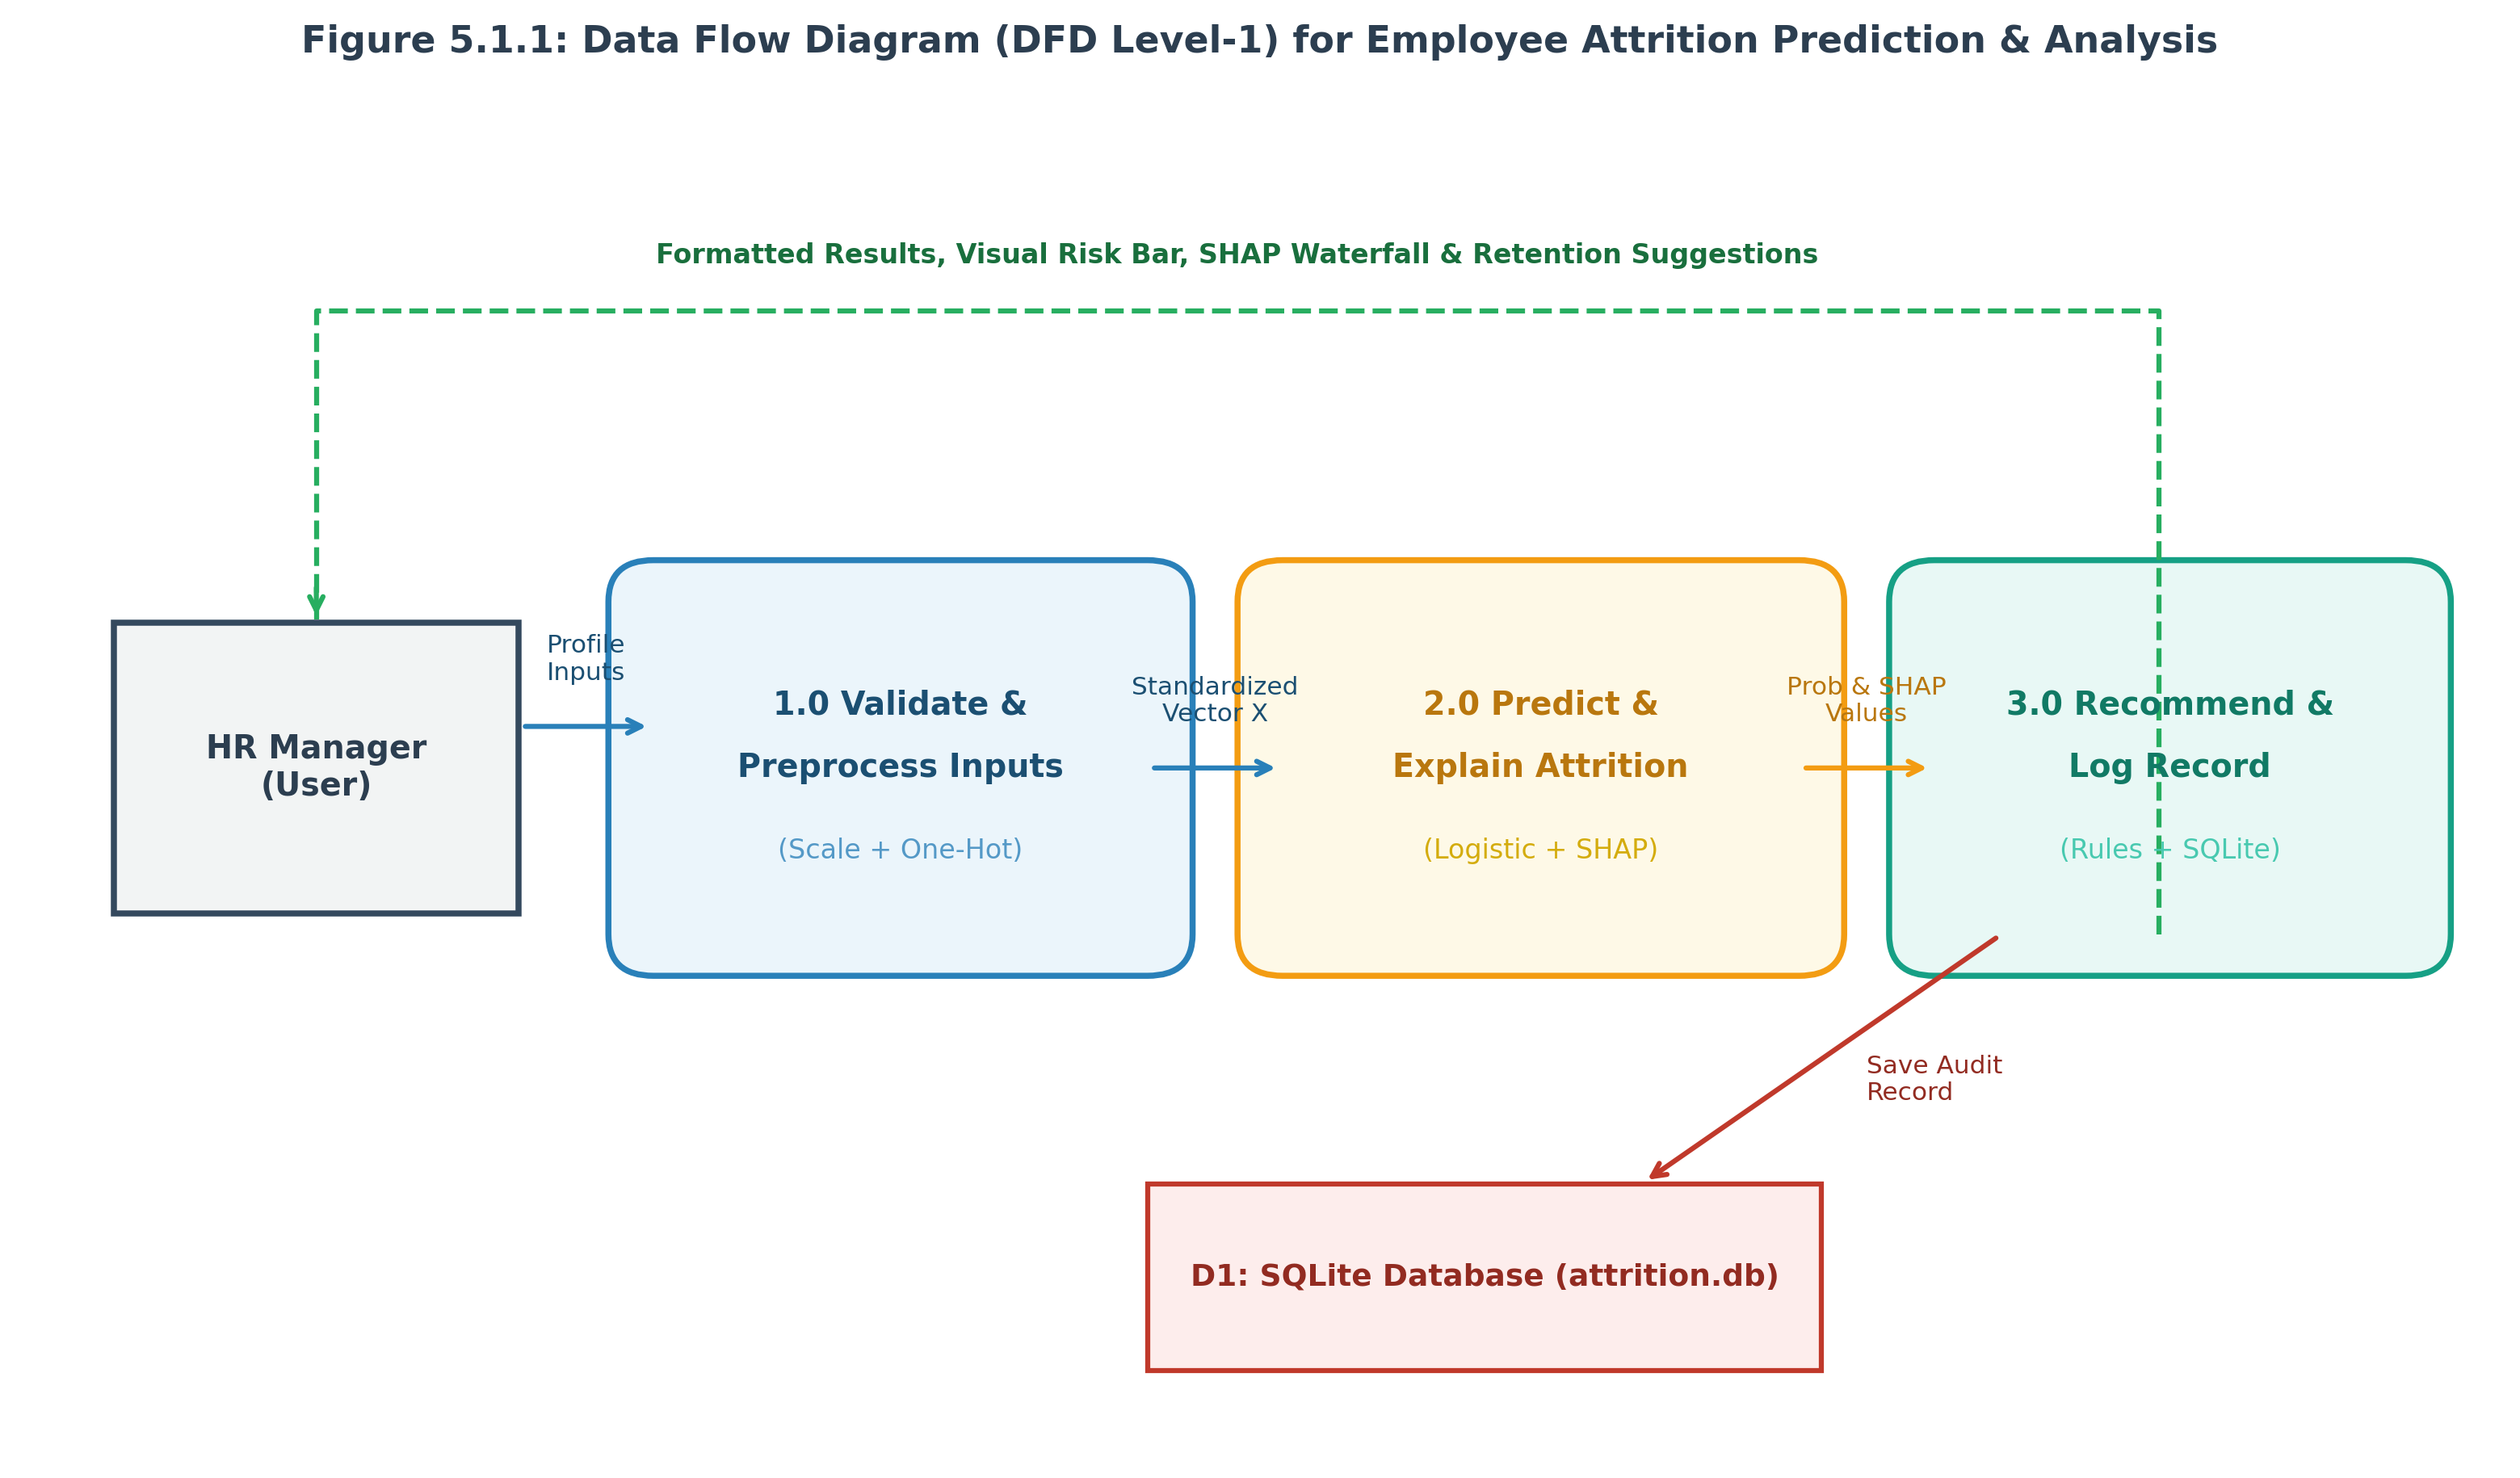 Figure 5.1.1: Data Flow Diagram (DFD Level-1) for Employee Attrition Prediction & Analysis
Formatted Results, Visual Risk Bar, SHAP Waterfall & Retention Suggestions
HR Manager
(User)
Profile
Inputs
1.0 Validate &
Preprocess Inputs
(Scale + One-Hot)
Standardized
Vector X
2.0 Predict &
Explain Attrition
(Logistic + SHAP)
Prob & SHAP
Values
3.0 Recommend &
Log Record
(Rules + SQLite)
Save Audit
Record
D1: SQLite Database (attrition.db)